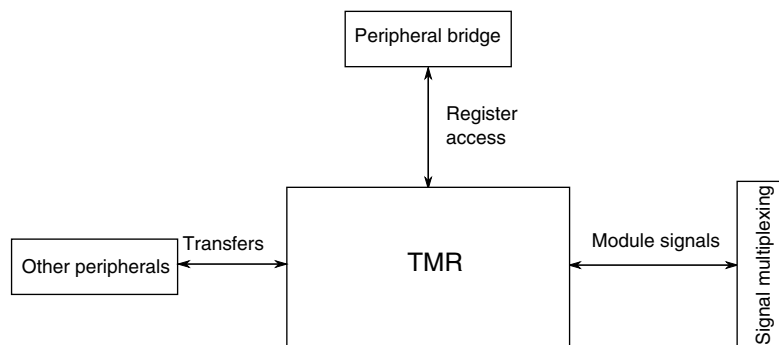 Peripheral bridge
Register
access
Other peripherals
Transfers
TMR
Module signals
Signal multiplexing